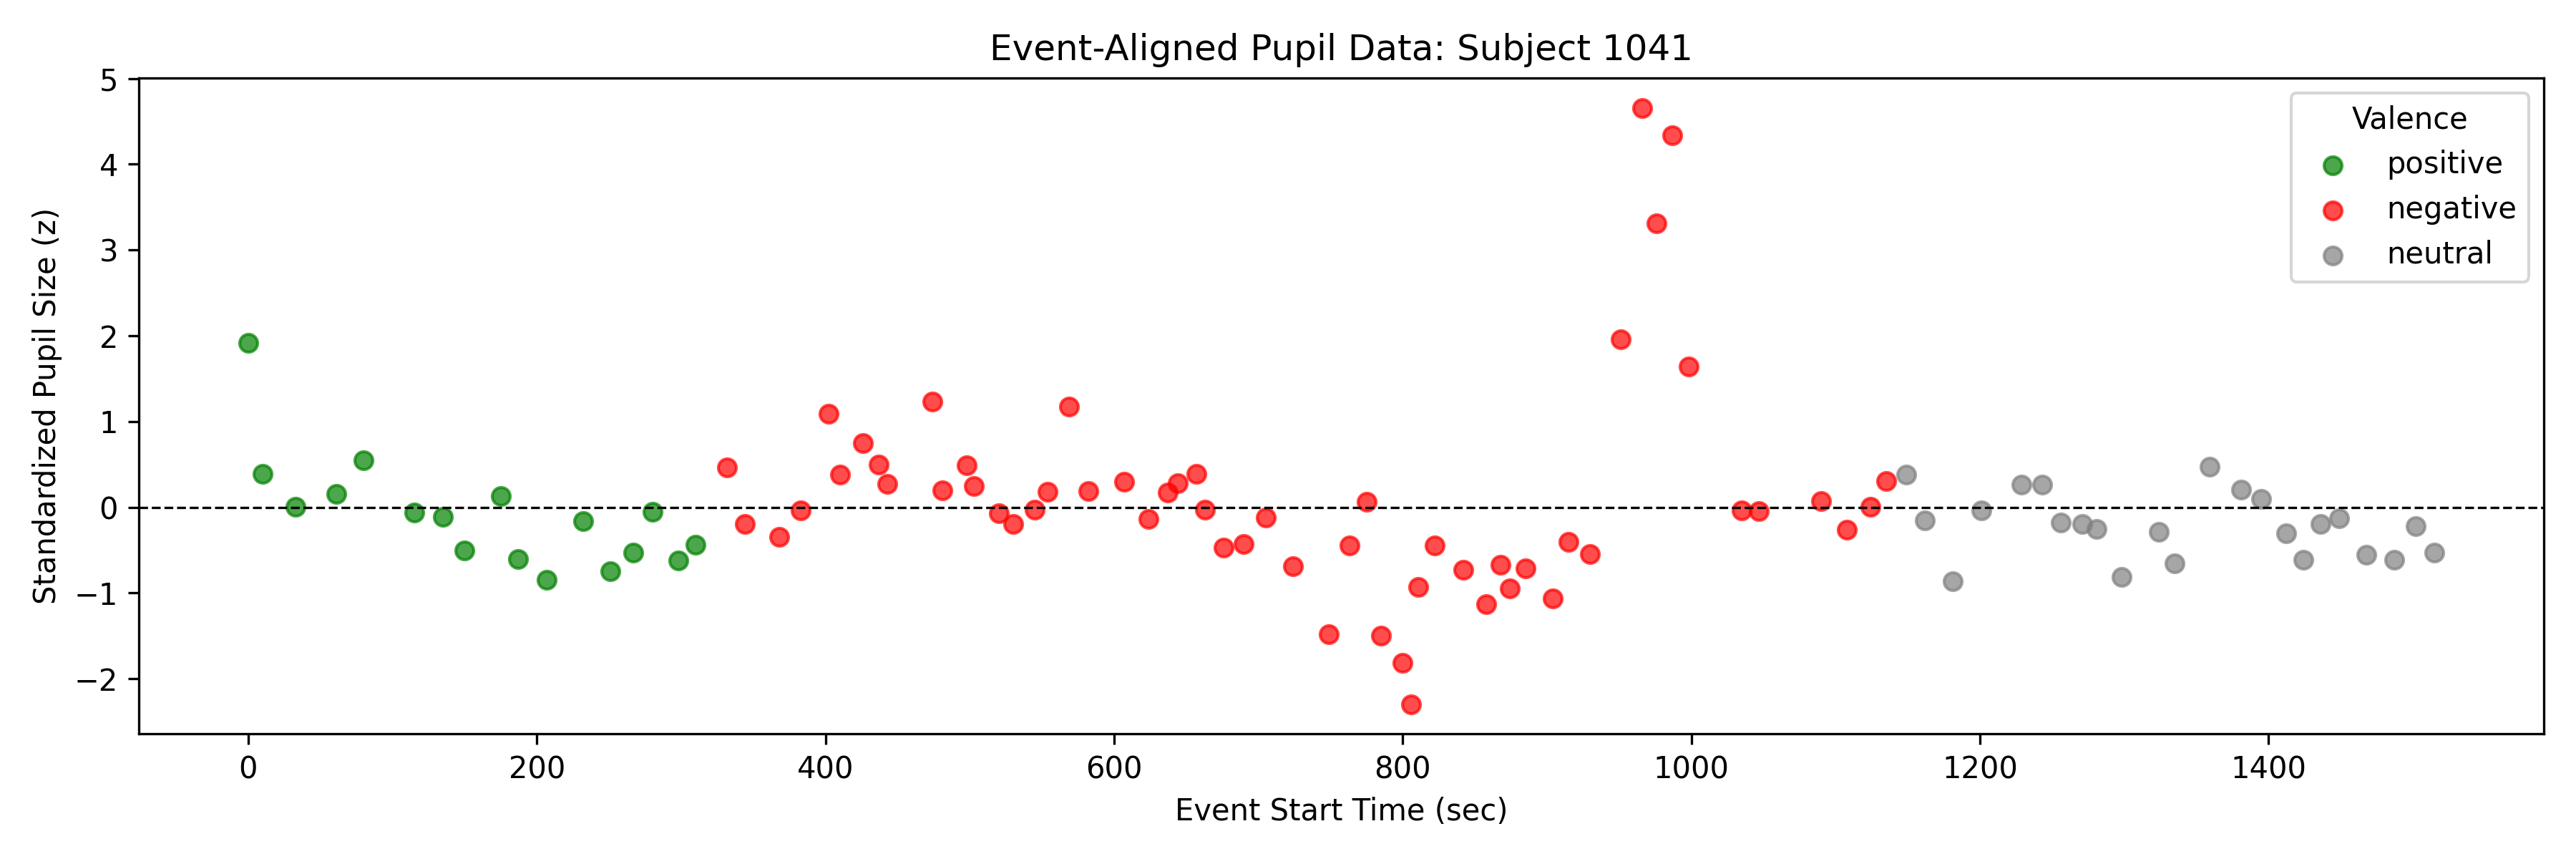 Event-Aligned Pupil Data: Subject 1041
Standardized Pupil Size (z)
5
4
3
2
1
0
−1
−2
Valence
positive
negative
neutral
0 200 400 600 800 1000 1200 1400
Event Start Time (sec)